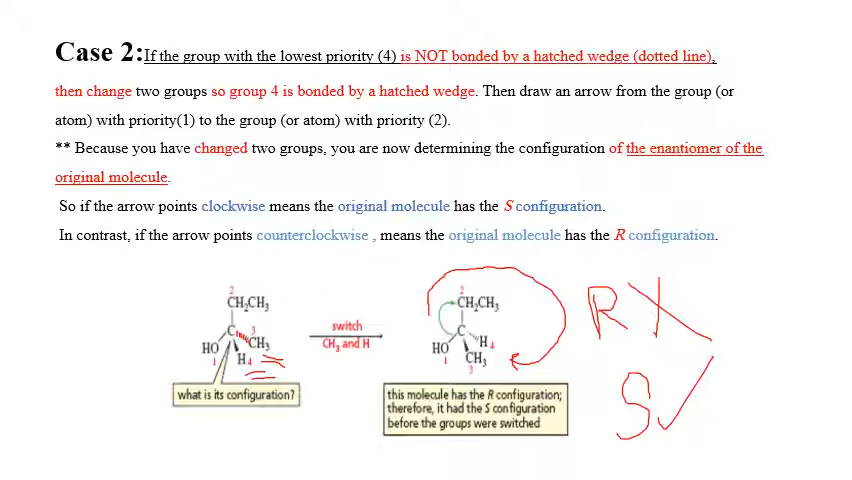 Case 2:If the group with the lowest priority (4) is NOT bonded by a hatched wedge (dotted line),
then change two groups so group 4 is bonded by a hatched wedge. Then draw an arrow from the group (or
atom) with priority(1) to the group (or atom) with priority (2).
** Because you have changed two groups, you are now determining the configuration of the enantiomer of the
original molecule.
So if the arrow points clockwise means the original molecule has the S configuration.
In contrast, if the arrow points counterclockwise , means the original molecule has the R configuration.
2
CH₂CH₃
C
3
CH₃
HO
1
H
4
what is its configuration?
switch
CH₃ and H
2
CH₂CH₃
C
H
4
HO
1
CH₃
3
this molecule has the R configuration;
therefore, it had the S configuration
before the groups were switched
R X
S ✓